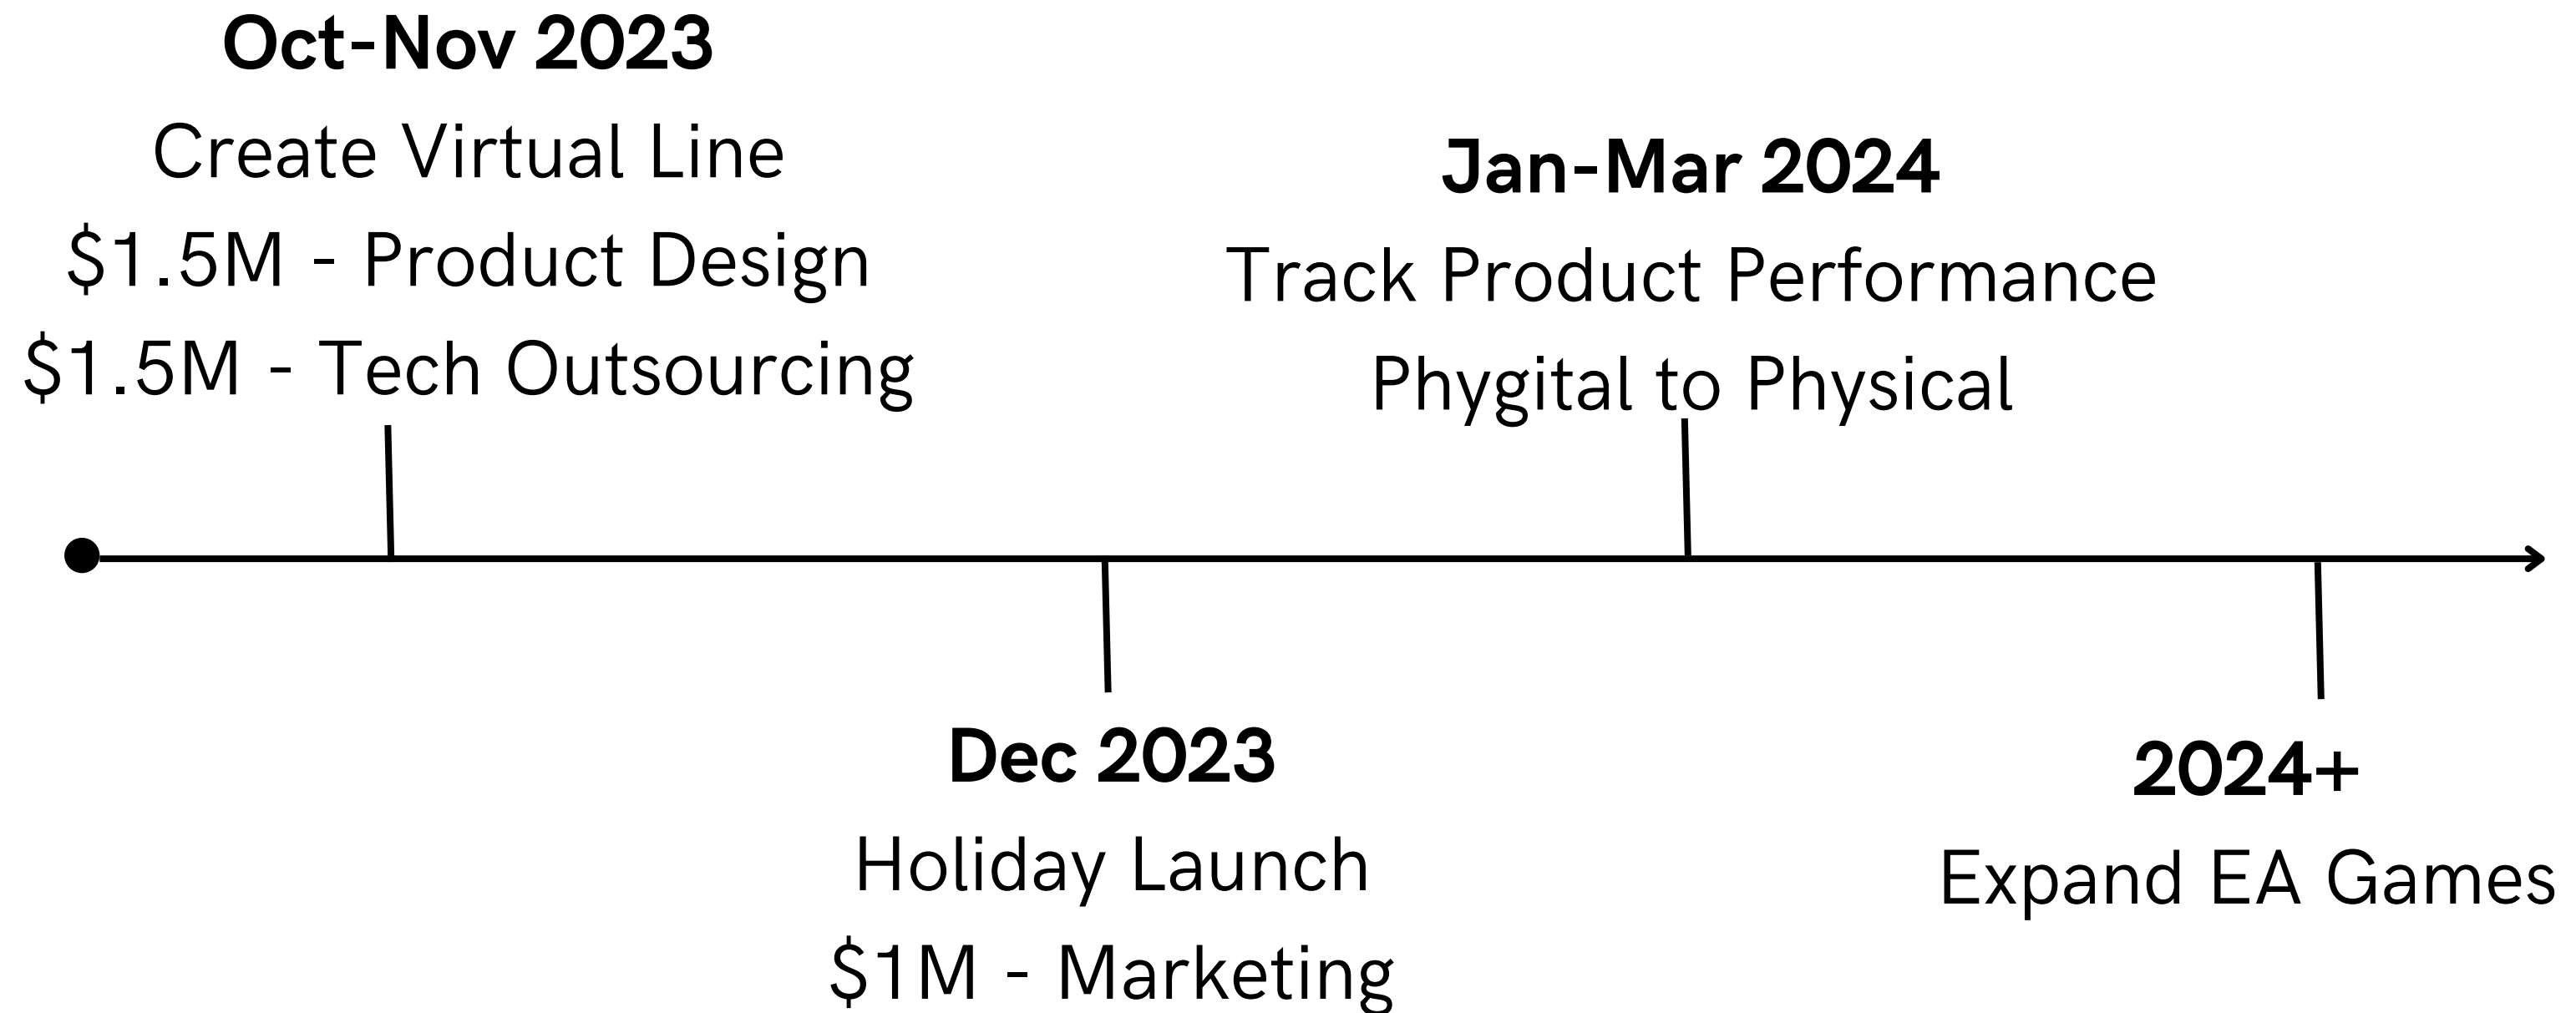 Oct-Nov 2023
Create Virtual Line
$1.5M - Product Design
$1.5M - Tech Outsourcing
Dec 2023
Holiday Launch
$1M - Marketing
Jan-Mar 2024
Track Product Performance
Phygital to Physical
2024+
Expand EA Games